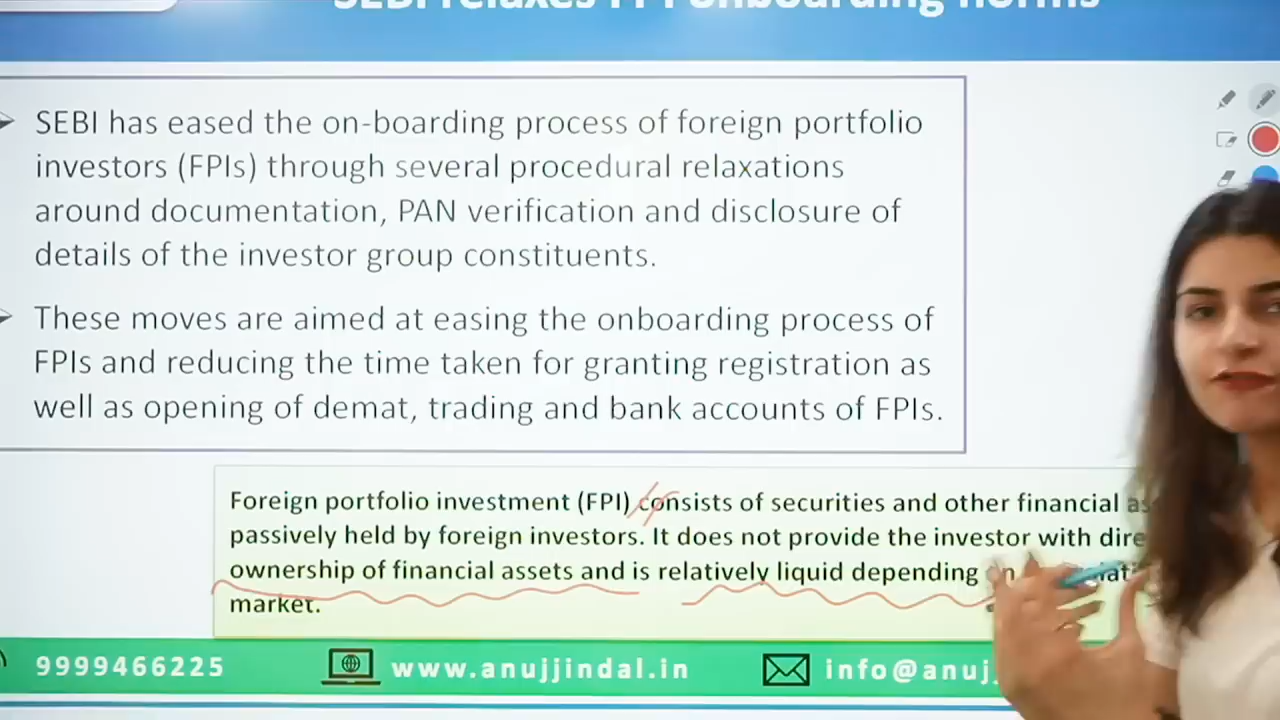 SEBI relaxes FPI onboarding norms
SEBI has eased the on-boarding process of foreign portfolio
investors (FPIs) through several procedural relaxations
around documentation, PAN verification and disclosure of
details of the investor group constituents.
These moves are aimed at easing the onboarding process of
FPIs and reducing the time taken for granting registration as
well as opening of demat, trading and bank accounts of FPIs.
Foreign portfolio investment (FPI) consists of securities and other financial
passively held by foreign investors. It does not provide the investor with
ownership of financial assets and is relatively liquid depending
market.
9999466225 www.anujjindal.in info@anuj